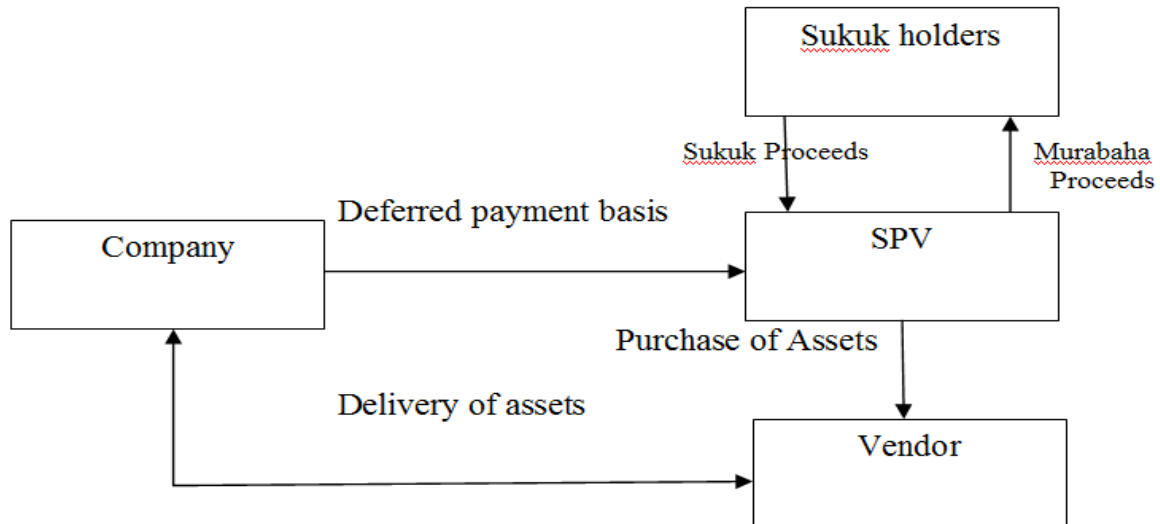 Sukuk holders
Sukuk Proceeds
Murabaha
Proceeds
Deferred payment basis
Company
SPV
Purchase of Assets
Delivery of assets
Vendor